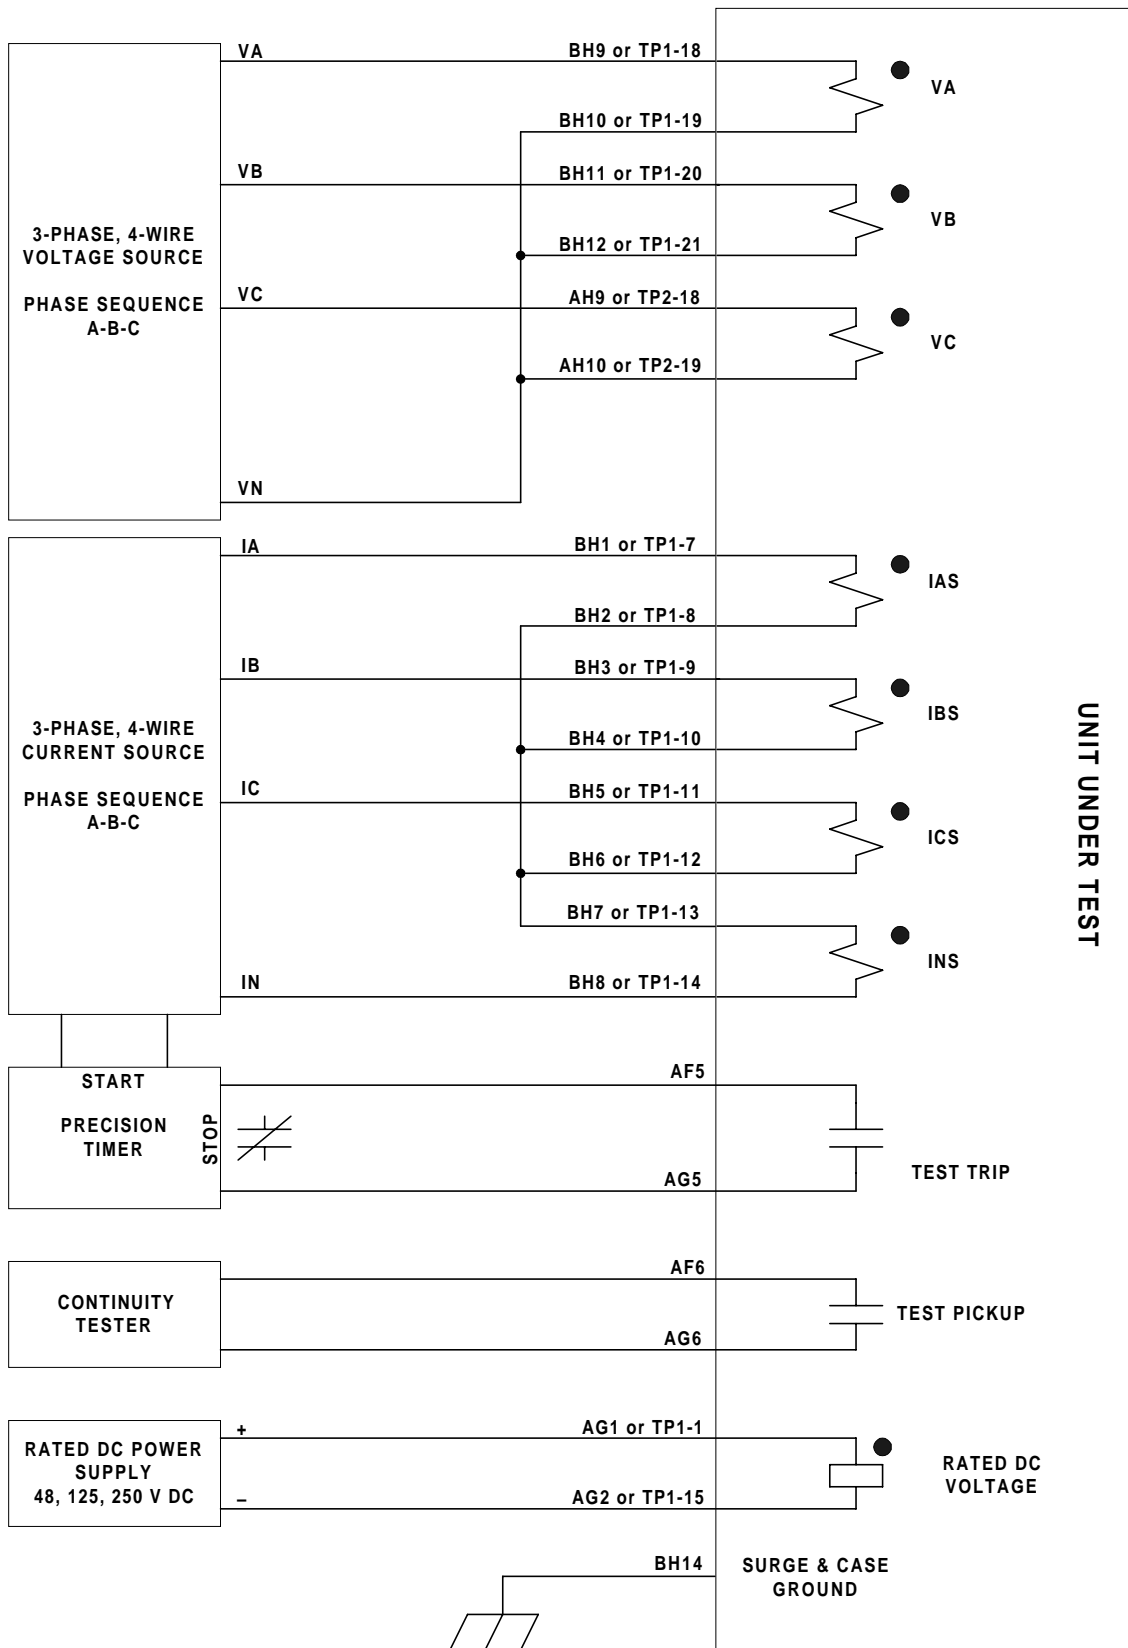 VA
BH9 or TP1-18
VA
BH10 or TP1-19
VB
BH11 or TP1-20
VB
BH12 or TP1-21
3-PHASE, 4-WIRE
VOLTAGE SOURCE
PHASE SEQUENCE
A-B-C
VC
AH9 or TP2-18
VC
AH10 or TP2-19
VN
IA
BH1 or TP1-7
IAS
BH2 or TP1-8
IB
BH3 or TP1-9
IBS
BH4 or TP1-10
3-PHASE, 4-WIRE
CURRENT SOURCE
PHASE SEQUENCE
A-B-C
IC
BH5 or TP1-11
ICS
BH6 or TP1-12
BH7 or TP1-13
INS
IN
BH8 or TP1-14
UNIT UNDER TEST
START
PRECISION
TIMER
STOP
AF5
AG5
TEST TRIP
CONTINUITY
TESTER
AF6
AG6
TEST PICKUP
RATED DC POWER
SUPPLY
48, 125, 250 V DC
+
AG1 or TP1-1
–
AG2 or TP1-15
RATED DC
VOLTAGE
BH14
SURGE & CASE
GROUND